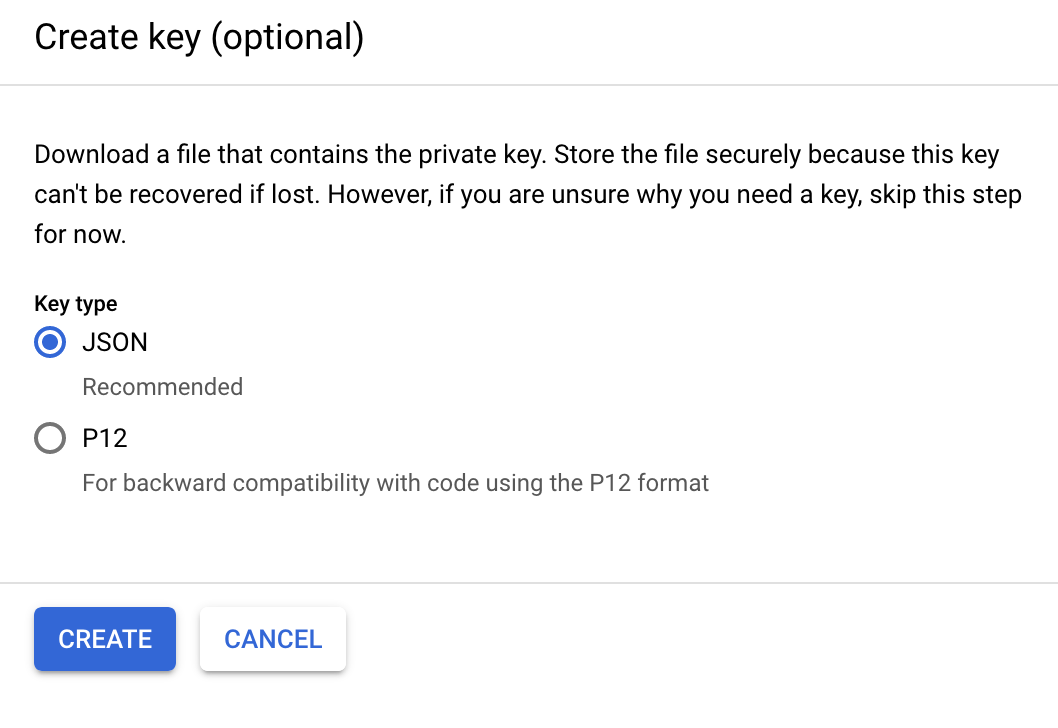 Create key (optional)
Download a file that contains the private key. Store the file securely because this key
can't be recovered if lost. However, if you are unsure why you need a key, skip this step
for now.
Key type
JSON
Recommended
P12
For backward compatibility with code using the P12 format
CREATE CANCEL